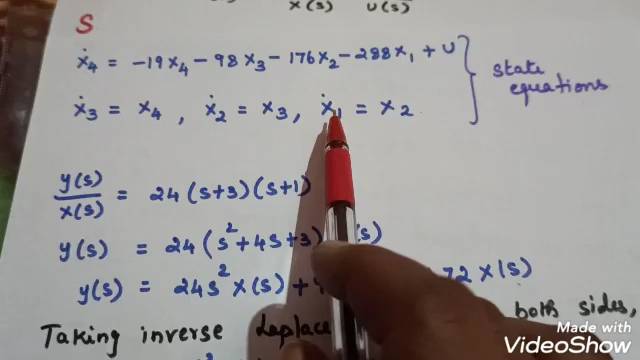 X(s) U(s)
S
ẋ4 = -19x4 - 98x3 - 176x2 - 288x1 + U
state equations
ẋ3 = x4 , ẋ2 = x3, ẋ1 = x2
y(s)/x(s) = 24(s+3)(s+1)
y(s) = 24(s²+4s+3) (s)
y(s) = 24s² x(s) + 72 x(s)
Taking inverse Laplace both sides,
Made with
VideoShow